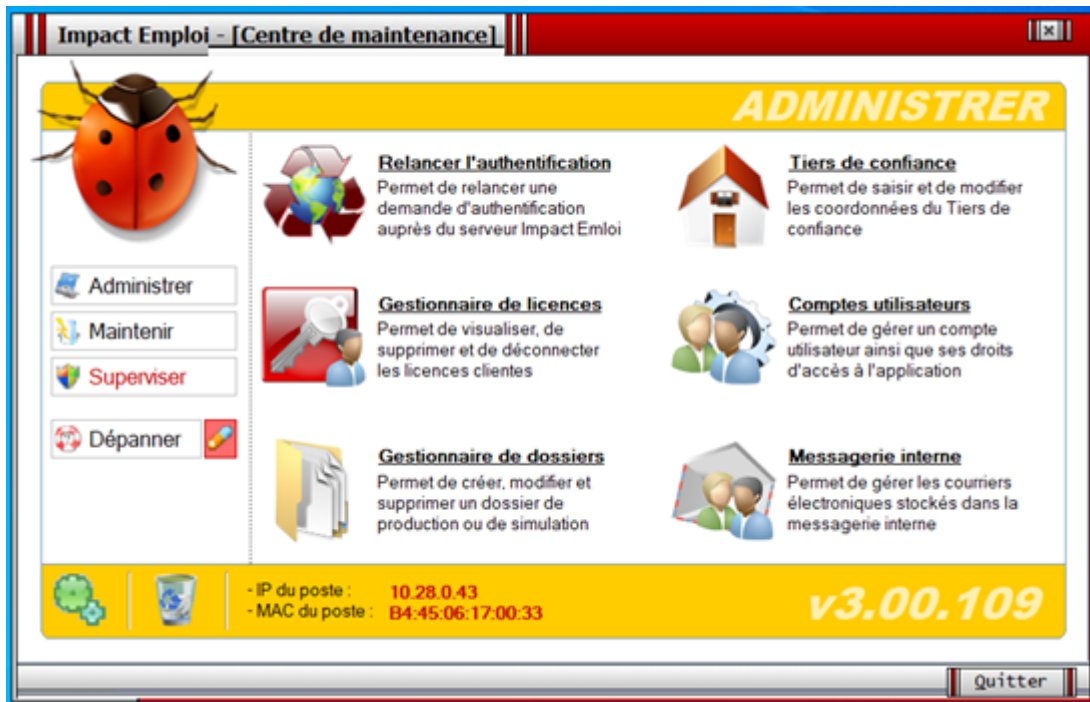 Impact Emploi - [Centre de maintenance]
ADMINISTRER
Relancer l'authentification
Permet de relancer une
demande d'authentification
auprès du serveur Impact Emloi
Tiers de confiance
Permet de saisir et de modifier
les coordonnées du Tiers de
confiance
Administrer
Maintenir
Superviser
Dépanner
Gestionnaire de licences
Permet de visualiser, de
supprimer et de déconnecter
les licences clientes
Comptes utilisateurs
Permet de gérer un compte
utilisateur ainsi que ses droits
d'accès à l'application
Gestionnaire de dossiers
Permet de créer, modifier et
supprimer un dossier de
production ou de simulation
Messagerie interne
Permet de gérer les courriers
électroniques stockés dans la
messagerie interne
- IP du poste : 10.28.0.43
- MAC du poste : B4:45:06:17:00:33
v3.00.109
Quitter